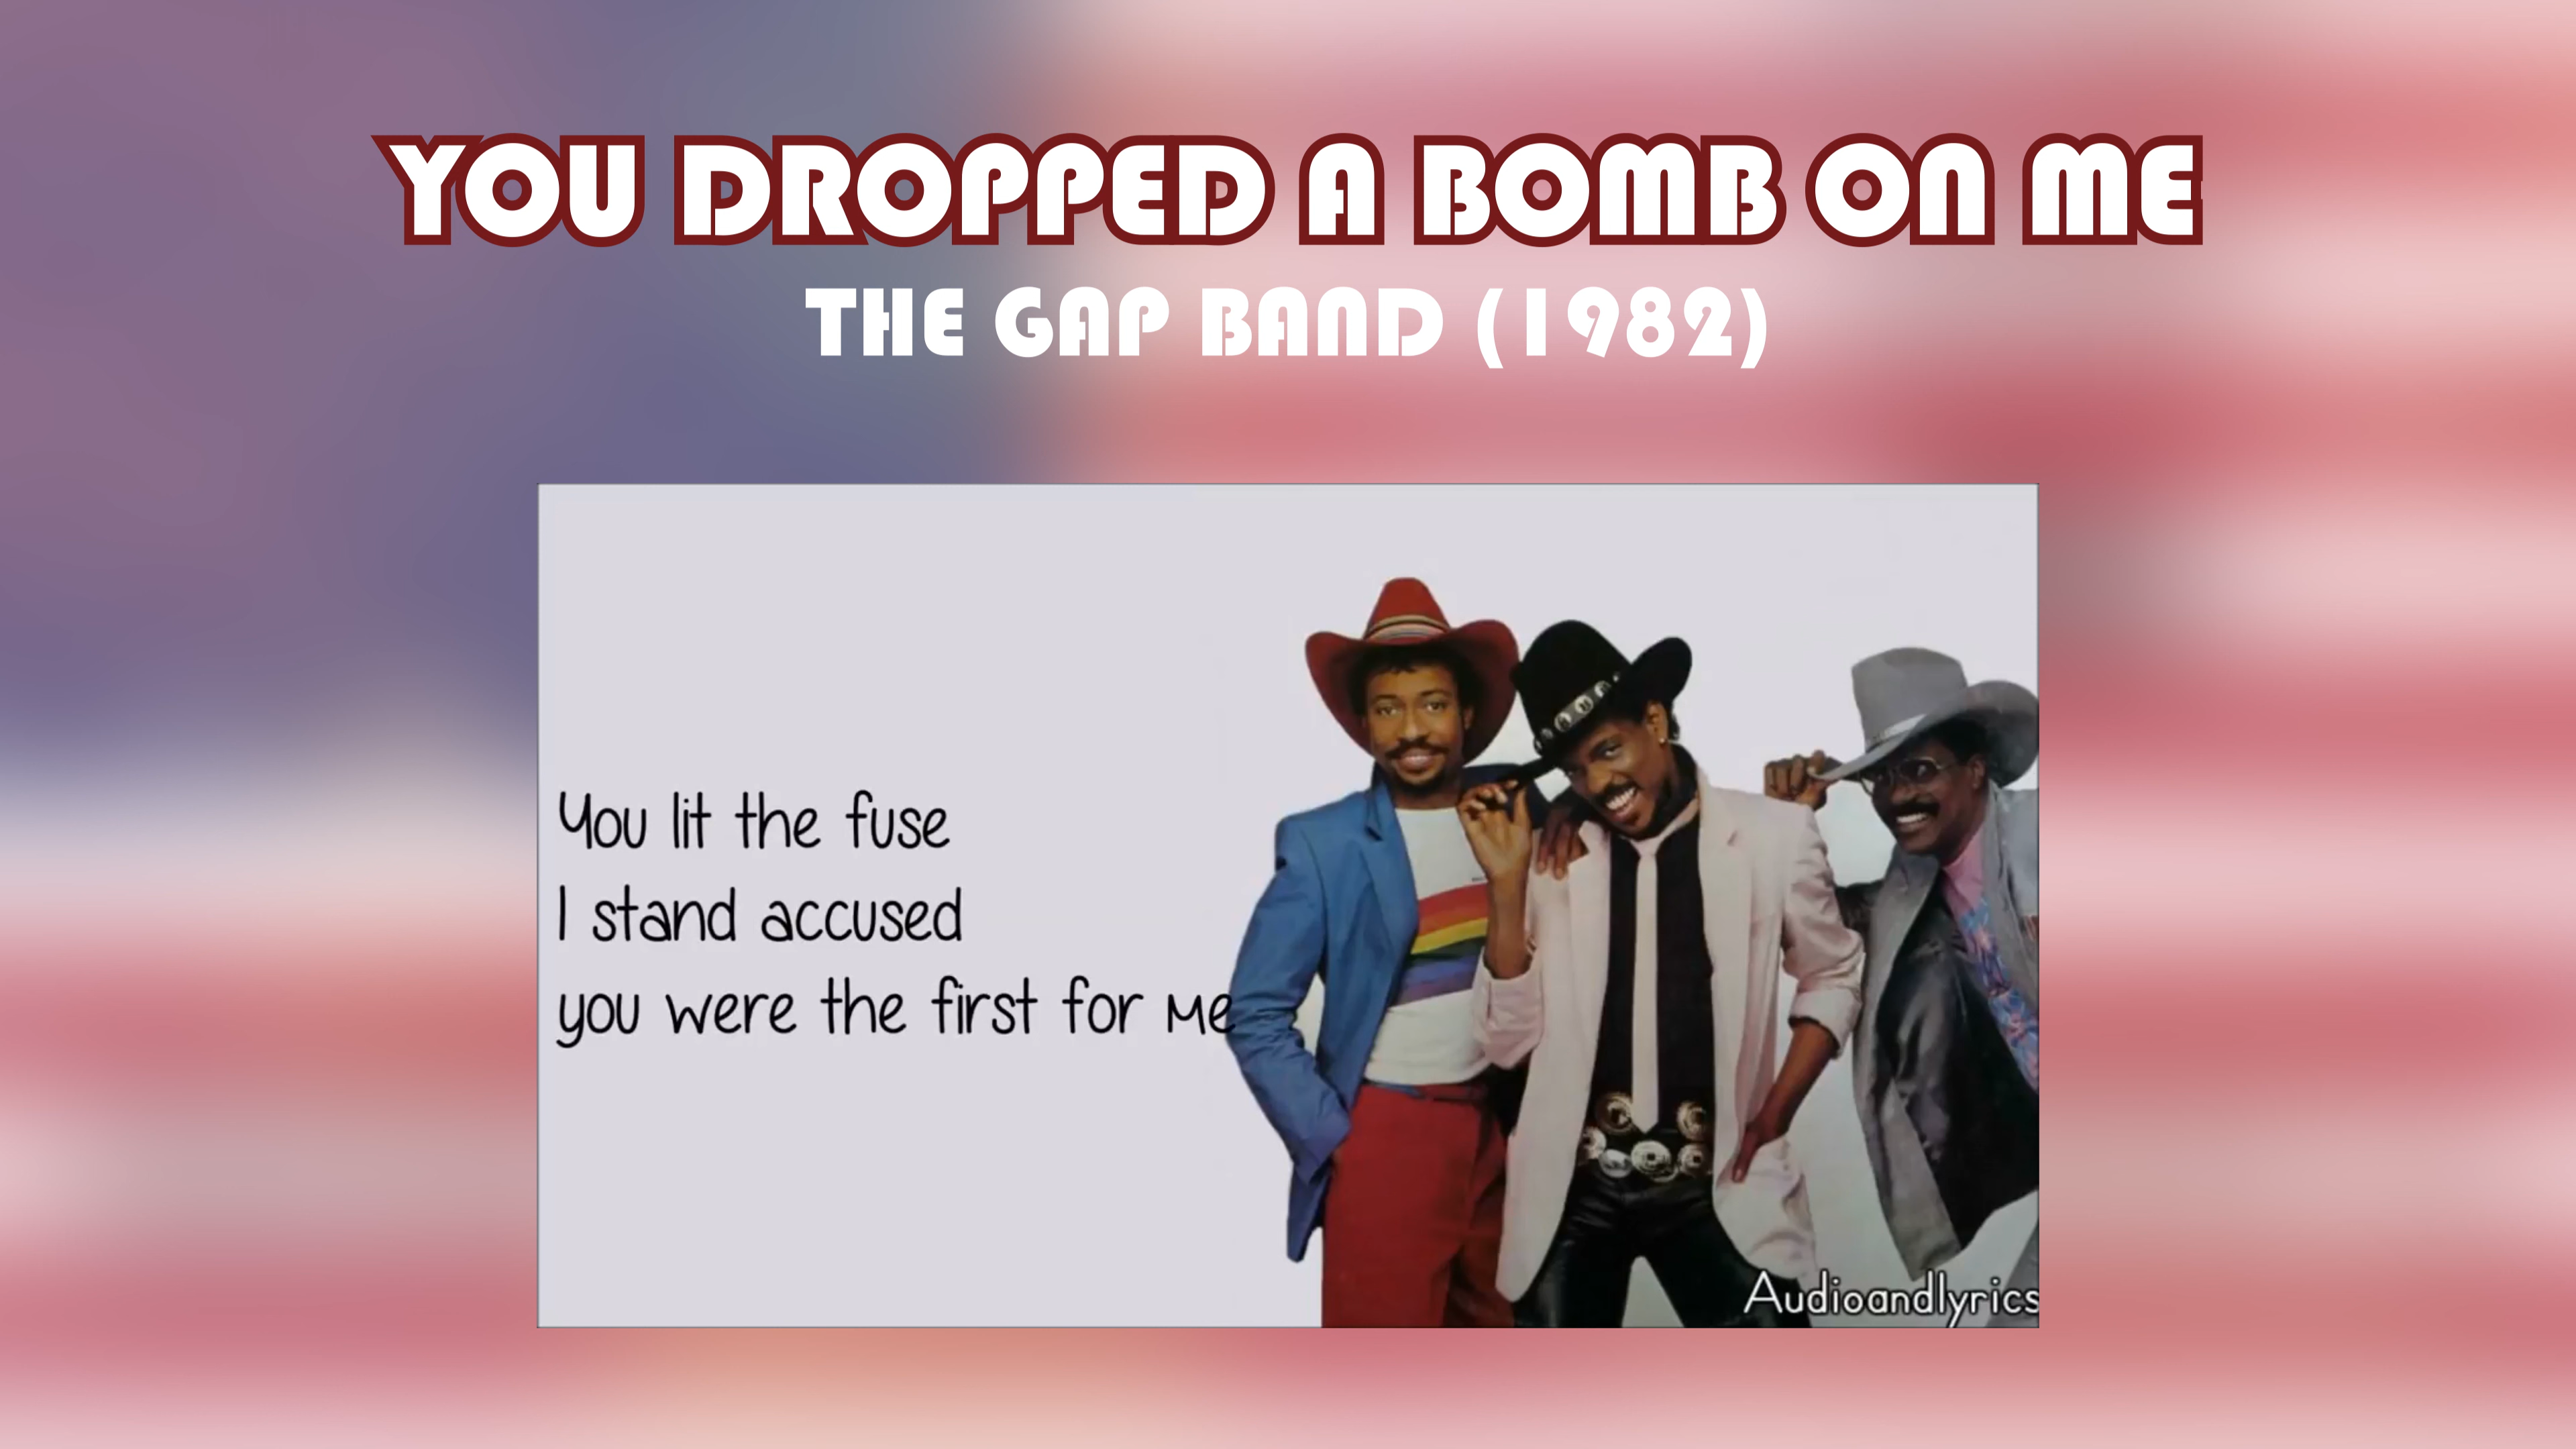 YOU DROPPED A BOMB ON ME
THE GAP BAND (1982)
You lit the fuse
I stand accused
you were the first for Me
Audioandlyrics